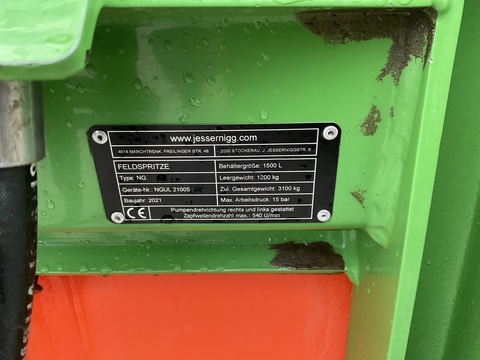 www.jessernigg.com
4614 MARCHTRENK, FREILINGER STR. 48 2000 STOCKERAU J. JESSERNIGGSTR. 6
FELDSPRITZE Behältergröße: 1500 L
Type: NG Leergewicht: 1200 kg
Geräte-Nr.: NGUL 21005 Zul. Gesamtgewicht: 3100 kg
Baujahr: 2021 Max. Arbeitsdruck: 15 bar
CE Pumpendrehrichtung rechts und links gestattet
Zapfwellendrehzahl max.: 540 U/min